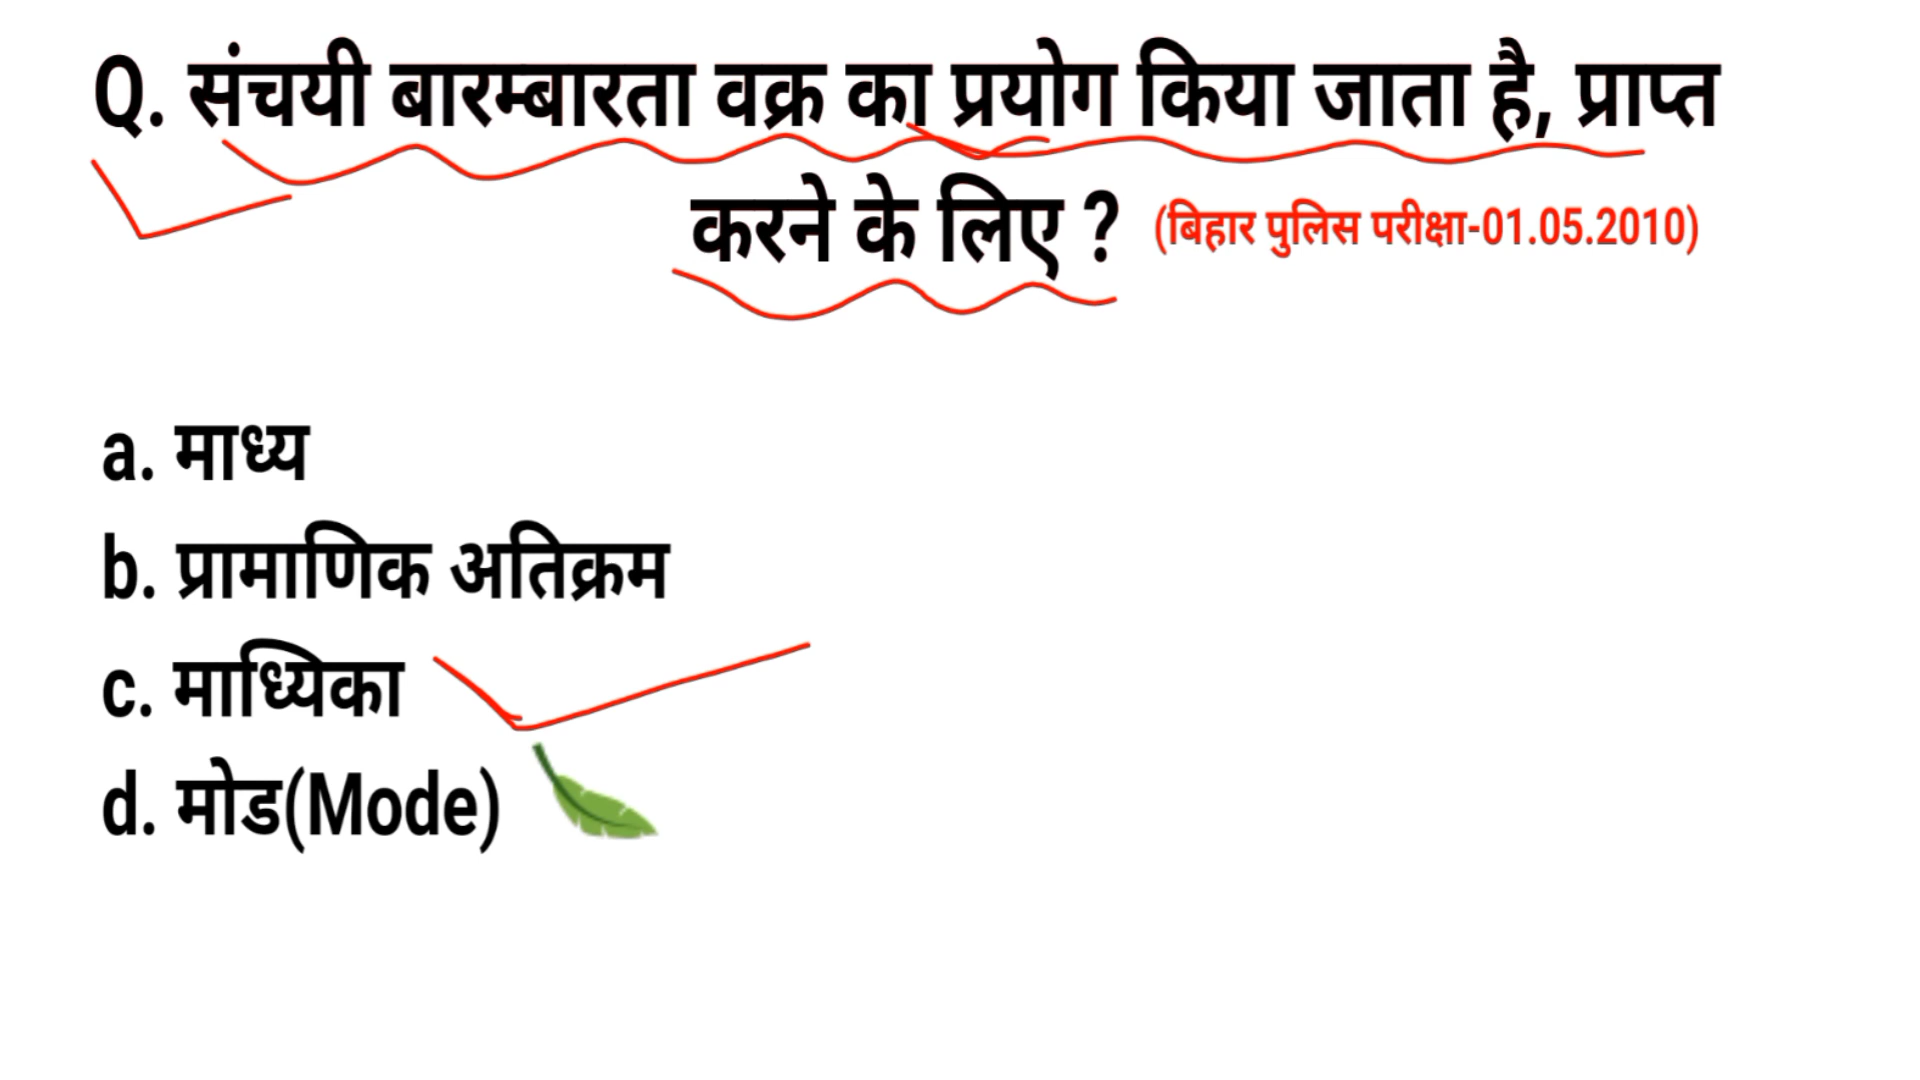 Q. संचयी बारम्बारता वक्र का प्रयोग किया जाता है, प्राप्त
करने के लिए ? (बिहार पुलिस परीक्षा-01.05.2010)
a. माध्य
b. प्रामाणिक अतिक्रम
c. माध्यिका
d. मोड(Mode)